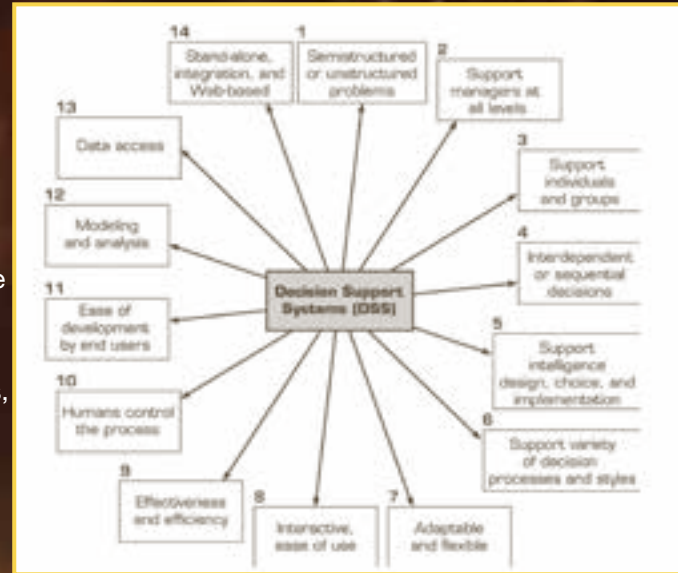 14
Stand-alone,
integration, and
Web-based
1
Semistructured
or unstructured
problems
2
Support
managers at
all levels
3
Support
individuals
and groups
4
Interdependent
or sequential
decisions
5
Support
intelligence
design, choice, and
implementation
6
Support variety
of decision
processes and styles
7
Adaptable
and flexible
8
Interactive,
ease of use
9
Effectiveness
and efficiency
10
Humans control
the process
11
Ease of
development
by end users
12
Modeling
and analysis
13
Data access
Decision Support
Systems (DSS)